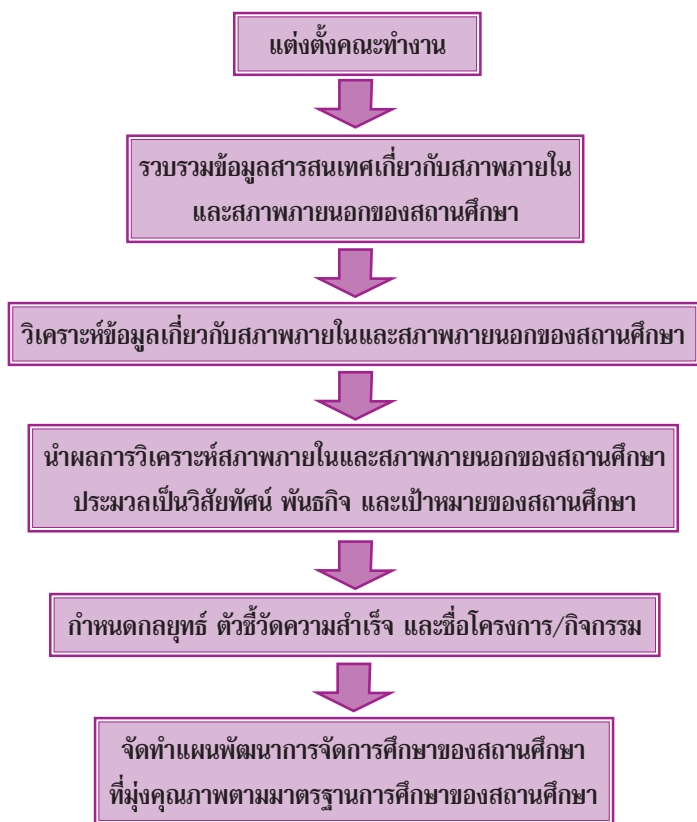 แต่งตั้งคณะทำงาน
รวบรวมข้อมูลสารสนเทศเกี่ยวกับสภาพภายใน
และสภาพภายนอกของสถานศึกษา
วิเคราะห์ข้อมูลเกี่ยวกับสภาพภายในและสภาพภายนอกของสถานศึกษา
นำผลการวิเคราะห์สภาพภายในและสภาพภายนอกของสถานศึกษา
ประมวลเป็นวิสัยทัศน์ พันธกิจ และเป้าหมายของสถานศึกษา
กำหนดกลยุทธ์ ตัวชี้วัดความสำเร็จ และชื่อโครงการ/กิจกรรม
จัดทำแผนพัฒนาการจัดการศึกษาของสถานศึกษา
ที่มุ่งคุณภาพตามมาตรฐานการศึกษาของสถานศึกษา